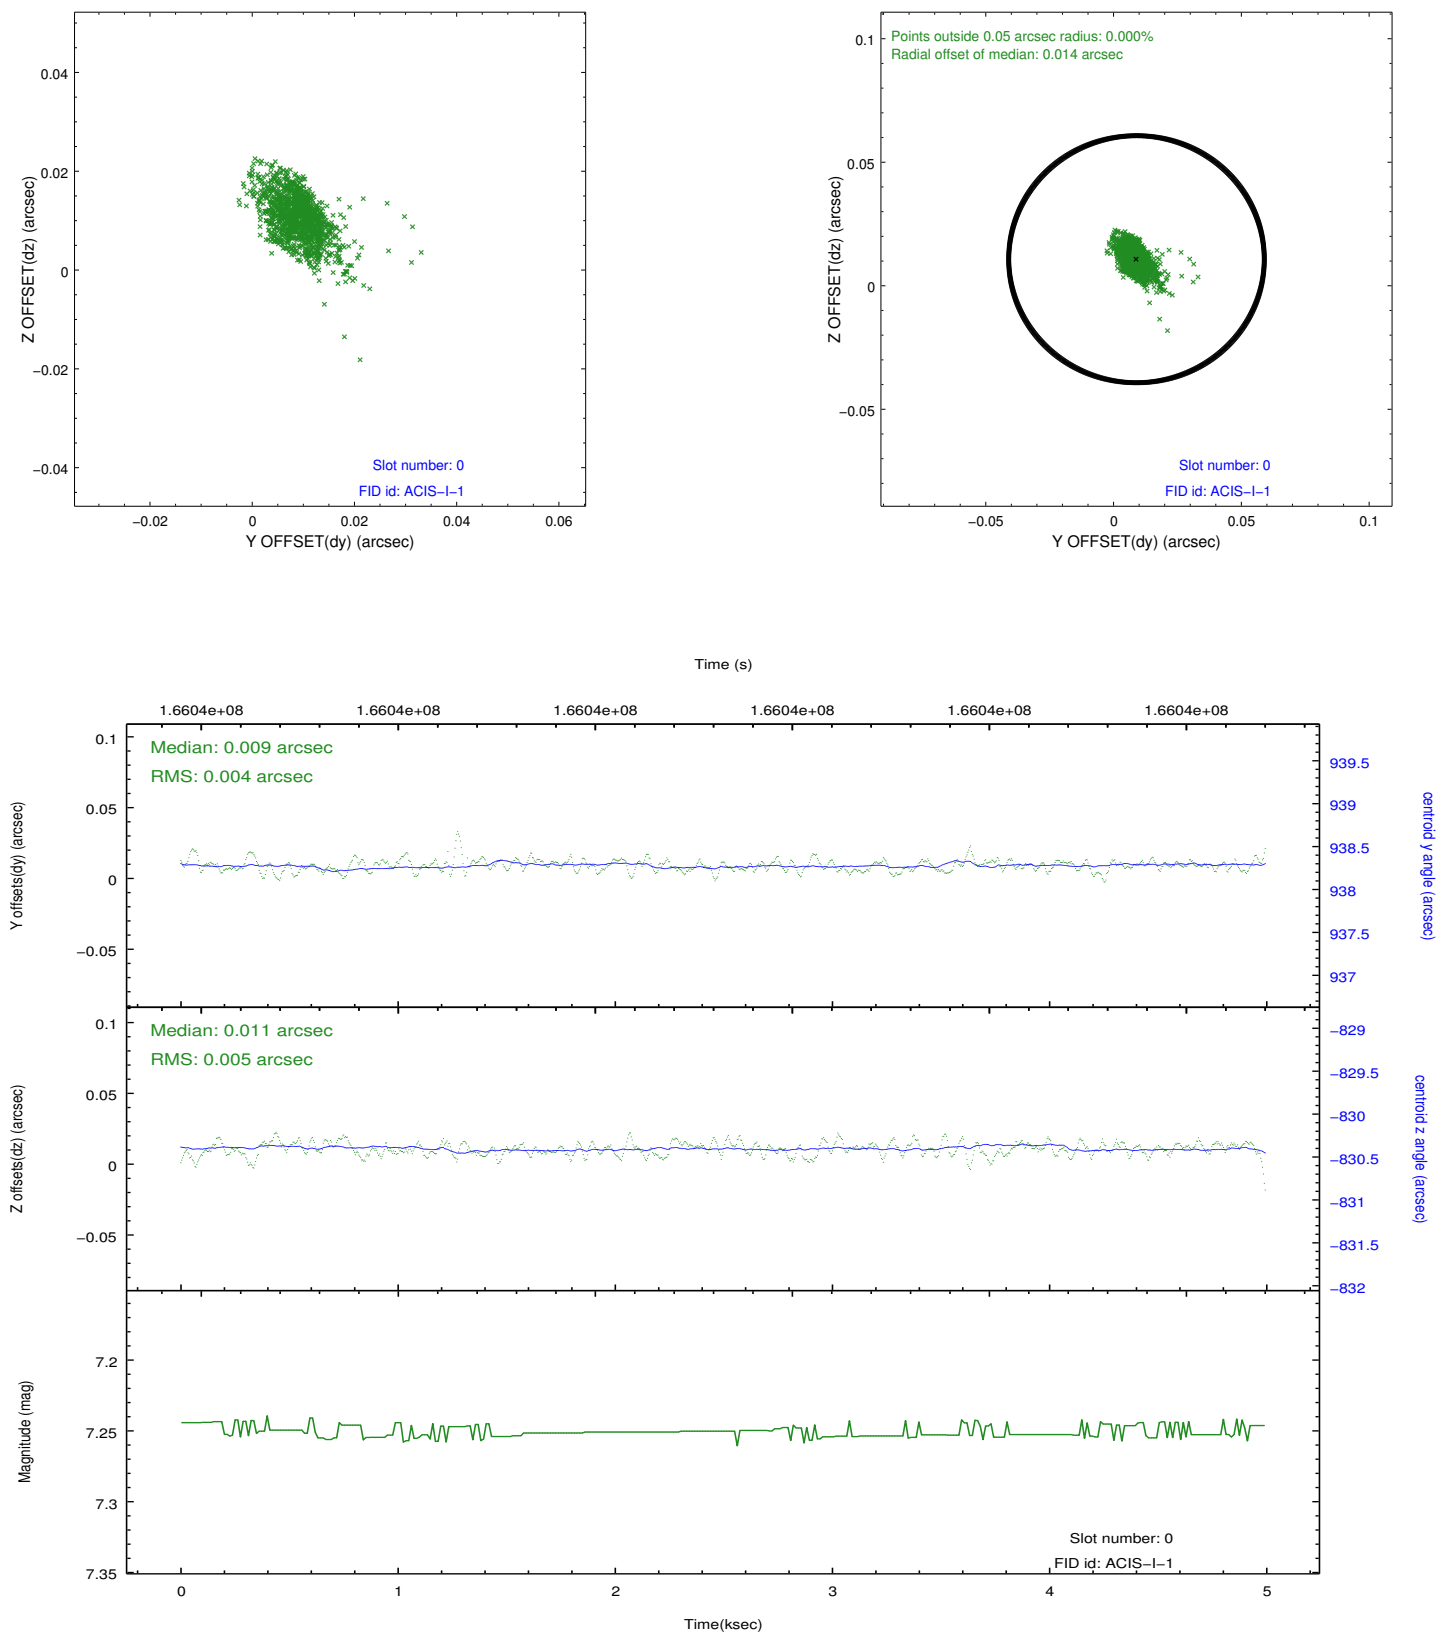 0.04
0.02
0
−0.02
−0.04
Z OFFSET(dz) (arcsec)
Slot number: 0
FID id: ACIS−I−1
−0.02 0 0.02 0.04 0.06
Y OFFSET(dy) (arcsec)
Points outside 0.05 arcsec radius: 0.000%
Radial offset of median: 0.014 arcsec
0.1
0.05
0
−0.05
Z OFFSET(dz) (arcsec)
Slot number: 0
FID id: ACIS−I−1
−0.05 0 0.05 0.1
Y OFFSET(dy) (arcsec)
Time (s)
1.6604e+08 1.6604e+08 1.6604e+08 1.6604e+08 1.6604e+08 1.6604e+08
Median: 0.009 arcsec
RMS: 0.004 arcsec
0.1
0.05
0
−0.05
Y offsets(dy) (arcsec)
939.5
939
938.5
938
937.5
937
centroid y angle (arcsec)
Median: 0.011 arcsec
RMS: 0.005 arcsec
0.1
0.05
0
−0.05
Z offsets(dz) (arcsec)
−829
−829.5
−830
−830.5
−831
−831.5
−832
centroid z angle (arcsec)
7.2
7.25
7.3
7.35
Magnitude (mag)
Slot number: 0
FID id: ACIS−I−1
0 1 2 3 4 5
Time(ksec)